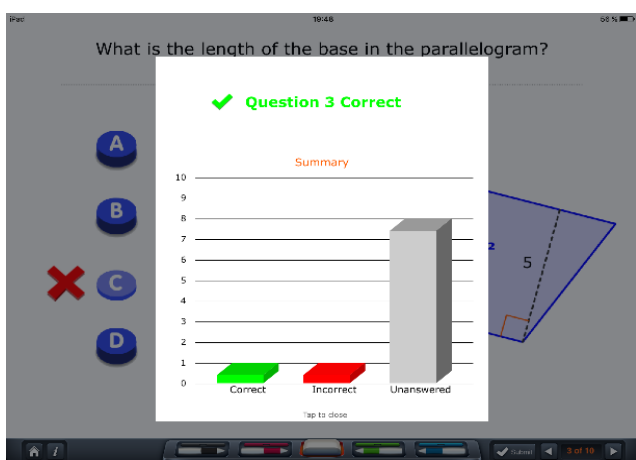 iPad 19:48 56 %
What is the length of the base in the parallelogram?
Question 3 Correct
Summary
10
9
8
7
6
5
4
3
2
1
0
Correct Incorrect Unanswered
Tap to close
A
B
C
D
2
5
i Submit 3 of 10